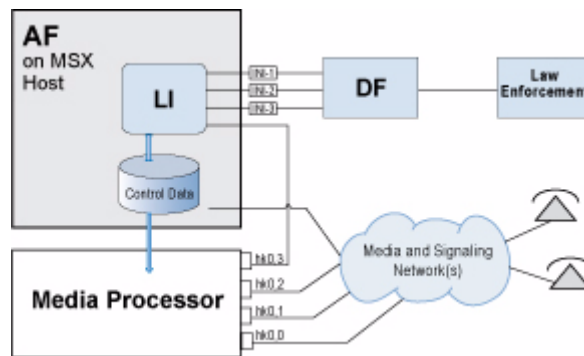 AF
on MSX
Host
LI
INI-1
INI-2
INI-3
DF
Law
Enforcement
Control Data
Media and Signaling
Network(s)
Media Processor
hk0,3
hk0,2
hk0,1
hk0,0